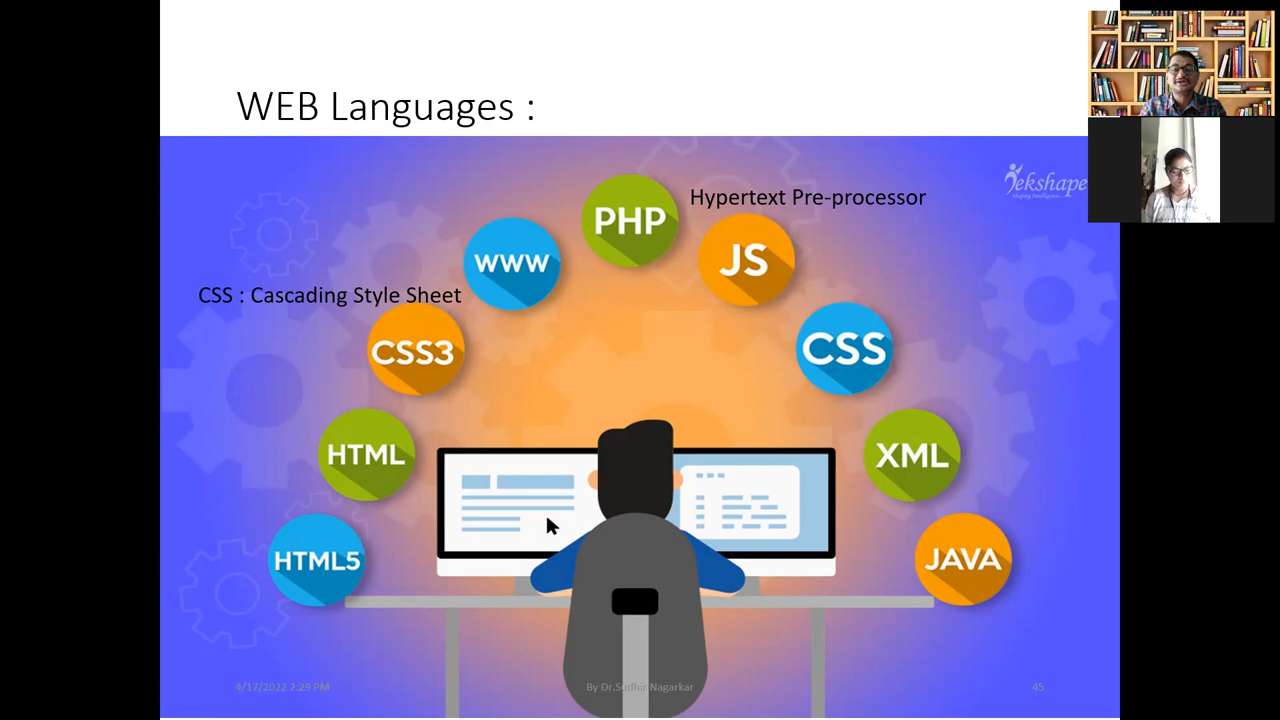 WEB Languages :
Jekshape
Hypertext Pre-processor
PHP
JS
WWW
CSS : Cascading Style Sheet
CSS3
CSS
HTML
XML
HTML5
JAVA
4/17/2022 2:29 PM
By Dr.Sudhir Nagarkar
45